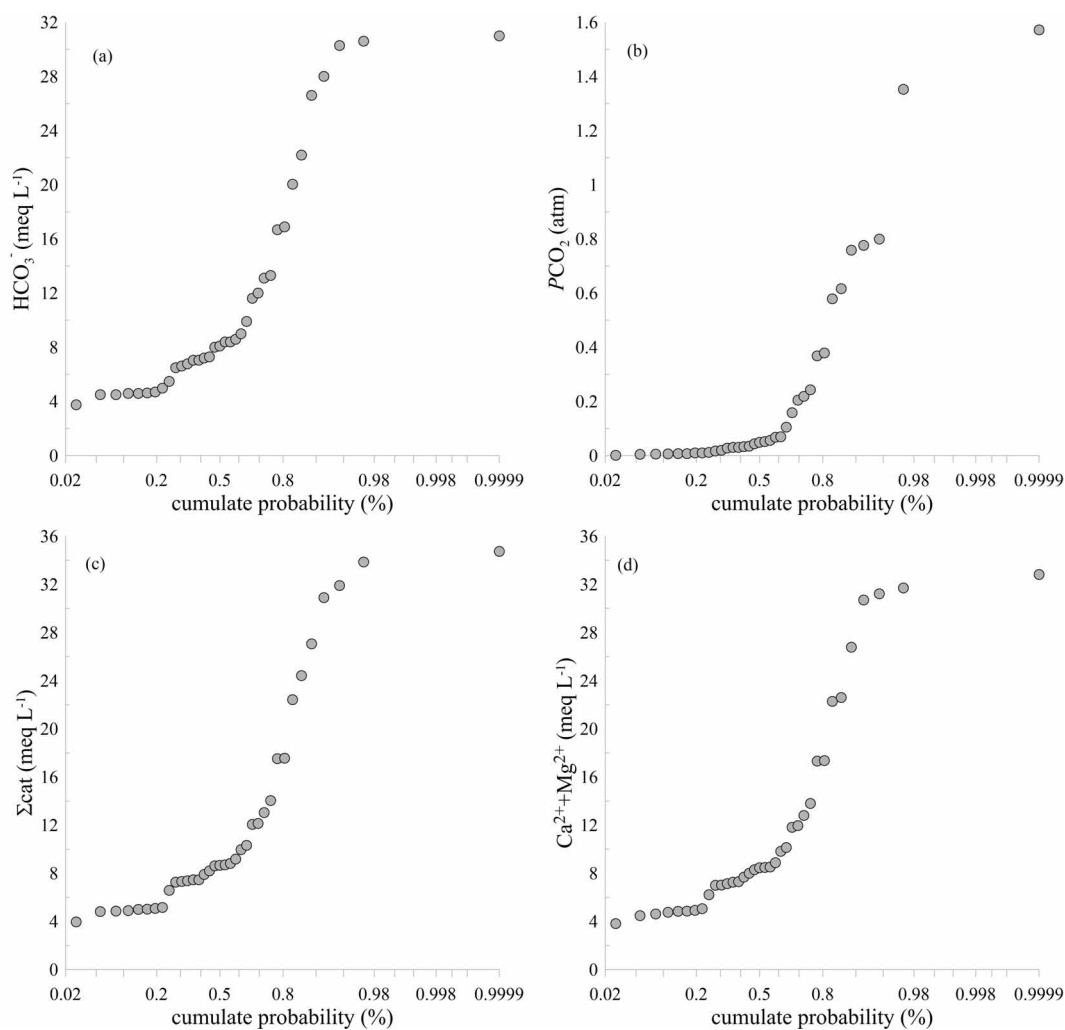 (a)
32
28
24
20
16
12
8
4
0
HCO₃⁻ (meq L⁻¹)
0.02 0.2 0.5 0.8 0.98 0.998 0.9999
cumulate probability (%)
(b)
1.6
1.4
1.2
1
0.8
0.6
0.4
0.2
0
PCO₂ (atm)
0.02 0.2 0.5 0.8 0.98 0.998 0.9999
cumulate probability (%)
(c)
36
32
28
24
20
16
12
8
4
0
Σcat (meq L⁻¹)
0.02 0.2 0.5 0.8 0.98 0.998 0.9999
cumulate probability (%)
(d)
36
32
28
24
20
16
12
8
4
0
Ca²⁺+Mg²⁺ (meq L⁻¹)
0.02 0.2 0.5 0.8 0.98 0.998 0.9999
cumulate probability (%)